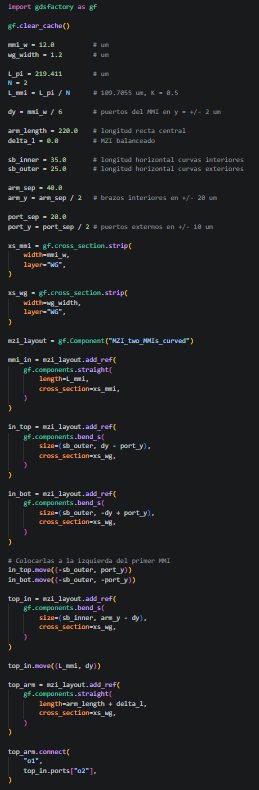 import gdsfactory as gf
gf.clear_cache()
mmi_w = 12.0 # um
wg_width = 1.2 # um
L_pi = 219.411 # um
N = 2
L_mmi = L_pi / N # 109.7055 um, K = 0.5
dy = mmi_w / 6 # puertos del MMI en y = +/- 2 um
arm_length = 220.0 # longitud recta central
delta_l = 0.0 # MZI balanceado
sb_inner = 35.0 # longitud horizontal curvas interiores
sb_outer = 25.0 # longitud horizontal curvas exteriores
arm_sep = 40.0
arm_y = arm_sep / 2 # brazos interiores en +/- 20 um
port_sep = 20.0
port_y = port_sep / 2 # puertos externos en +/- 10 um
xs_mmi = gf.cross_section.strip(
width=mmi_w,
layer="WG",
)
xs_wg = gf.cross_section.strip(
width=wg_width,
layer="WG",
)
mzi_layout = gf.Component("MZI_two_MMIs_curved")
mmi_in = mzi_layout.add_ref(
gf.components.straight(
length=L_mmi,
cross_section=xs_mmi,
)
)
in_top = mzi_layout.add_ref(
gf.components.bend_s(
size=(sb_outer, dy - port_y),
cross_section=xs_wg,
)
)
in_bot = mzi_layout.add_ref(
gf.components.bend_s(
size=(sb_outer, -dy + port_y),
cross_section=xs_wg,
)
)
# Colocarlas a la izquierda del primer MMI
in_top.move((-sb_outer, port_y))
in_bot.move((-sb_outer, -port_y))
top_in = mzi_layout.add_ref(
gf.components.bend_s(
size=(sb_inner, arm_y - dy),
cross_section=xs_wg,
)
)
top_in.move((L_mmi, dy))
top_arm = mzi_layout.add_ref(
gf.components.straight(
length=arm_length + delta_l,
cross_section=xs_wg,
)
)
top_arm.connect(
"o1",
top_in.ports["o2"],
)